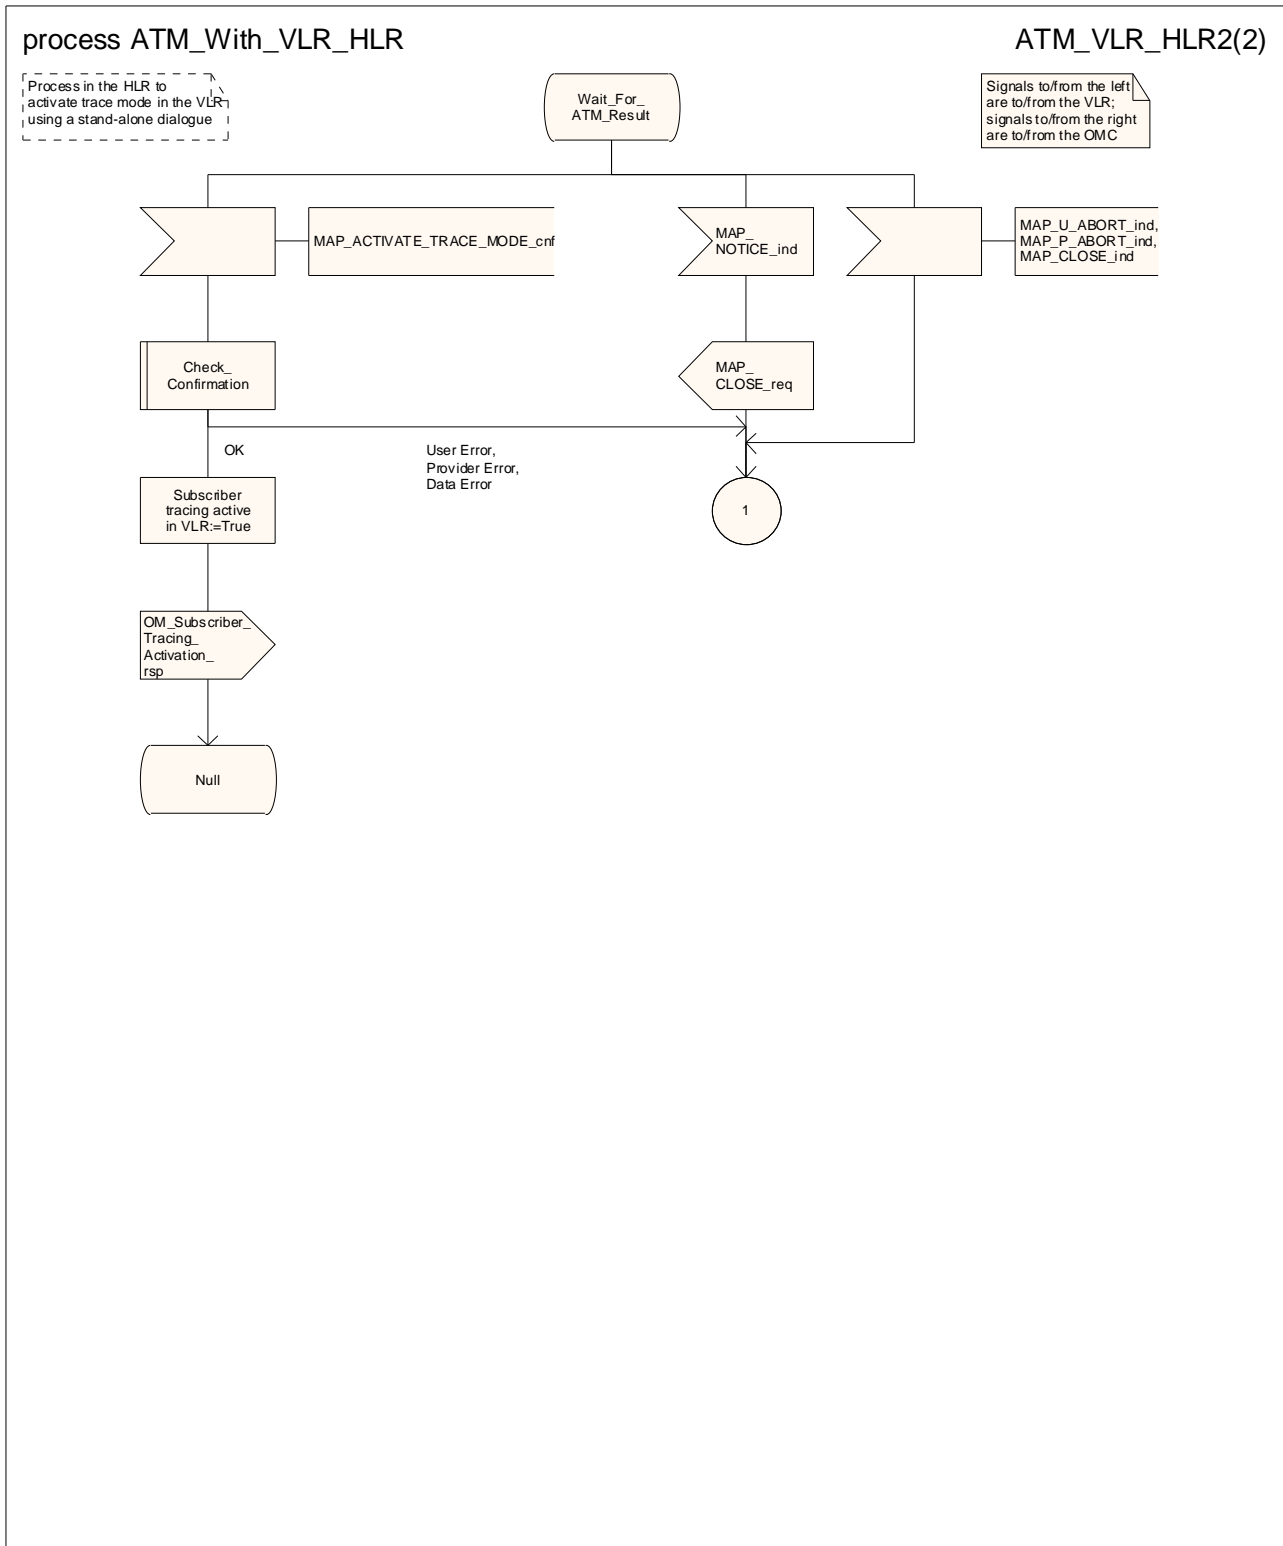 process ATM_With_VLR_HLR
ATM_VLR_HLR2(2)
Process in the HLR to
activate trace mode in the VLR
using a stand-alone dialogue
Wait_For_
ATM_Result
Signals to/from the left
are to/from the VLR;
signals to/from the right
are to/from the OMC
MAP_ACTIVATE_TRACE_MODE_cnf
MAP_
NOTICE_ind
MAP_U_ABORT_ind,
MAP_P_ABORT_ind,
MAP_CLOSE_ind
Check_
Confirmation
MAP_
CLOSE_req
OK
User Error,
Provider Error,
Data Error
Subscriber
tracing active
in VLR:=True
1
OM_Subscriber_
Tracing_
Activation_
rsp
Null